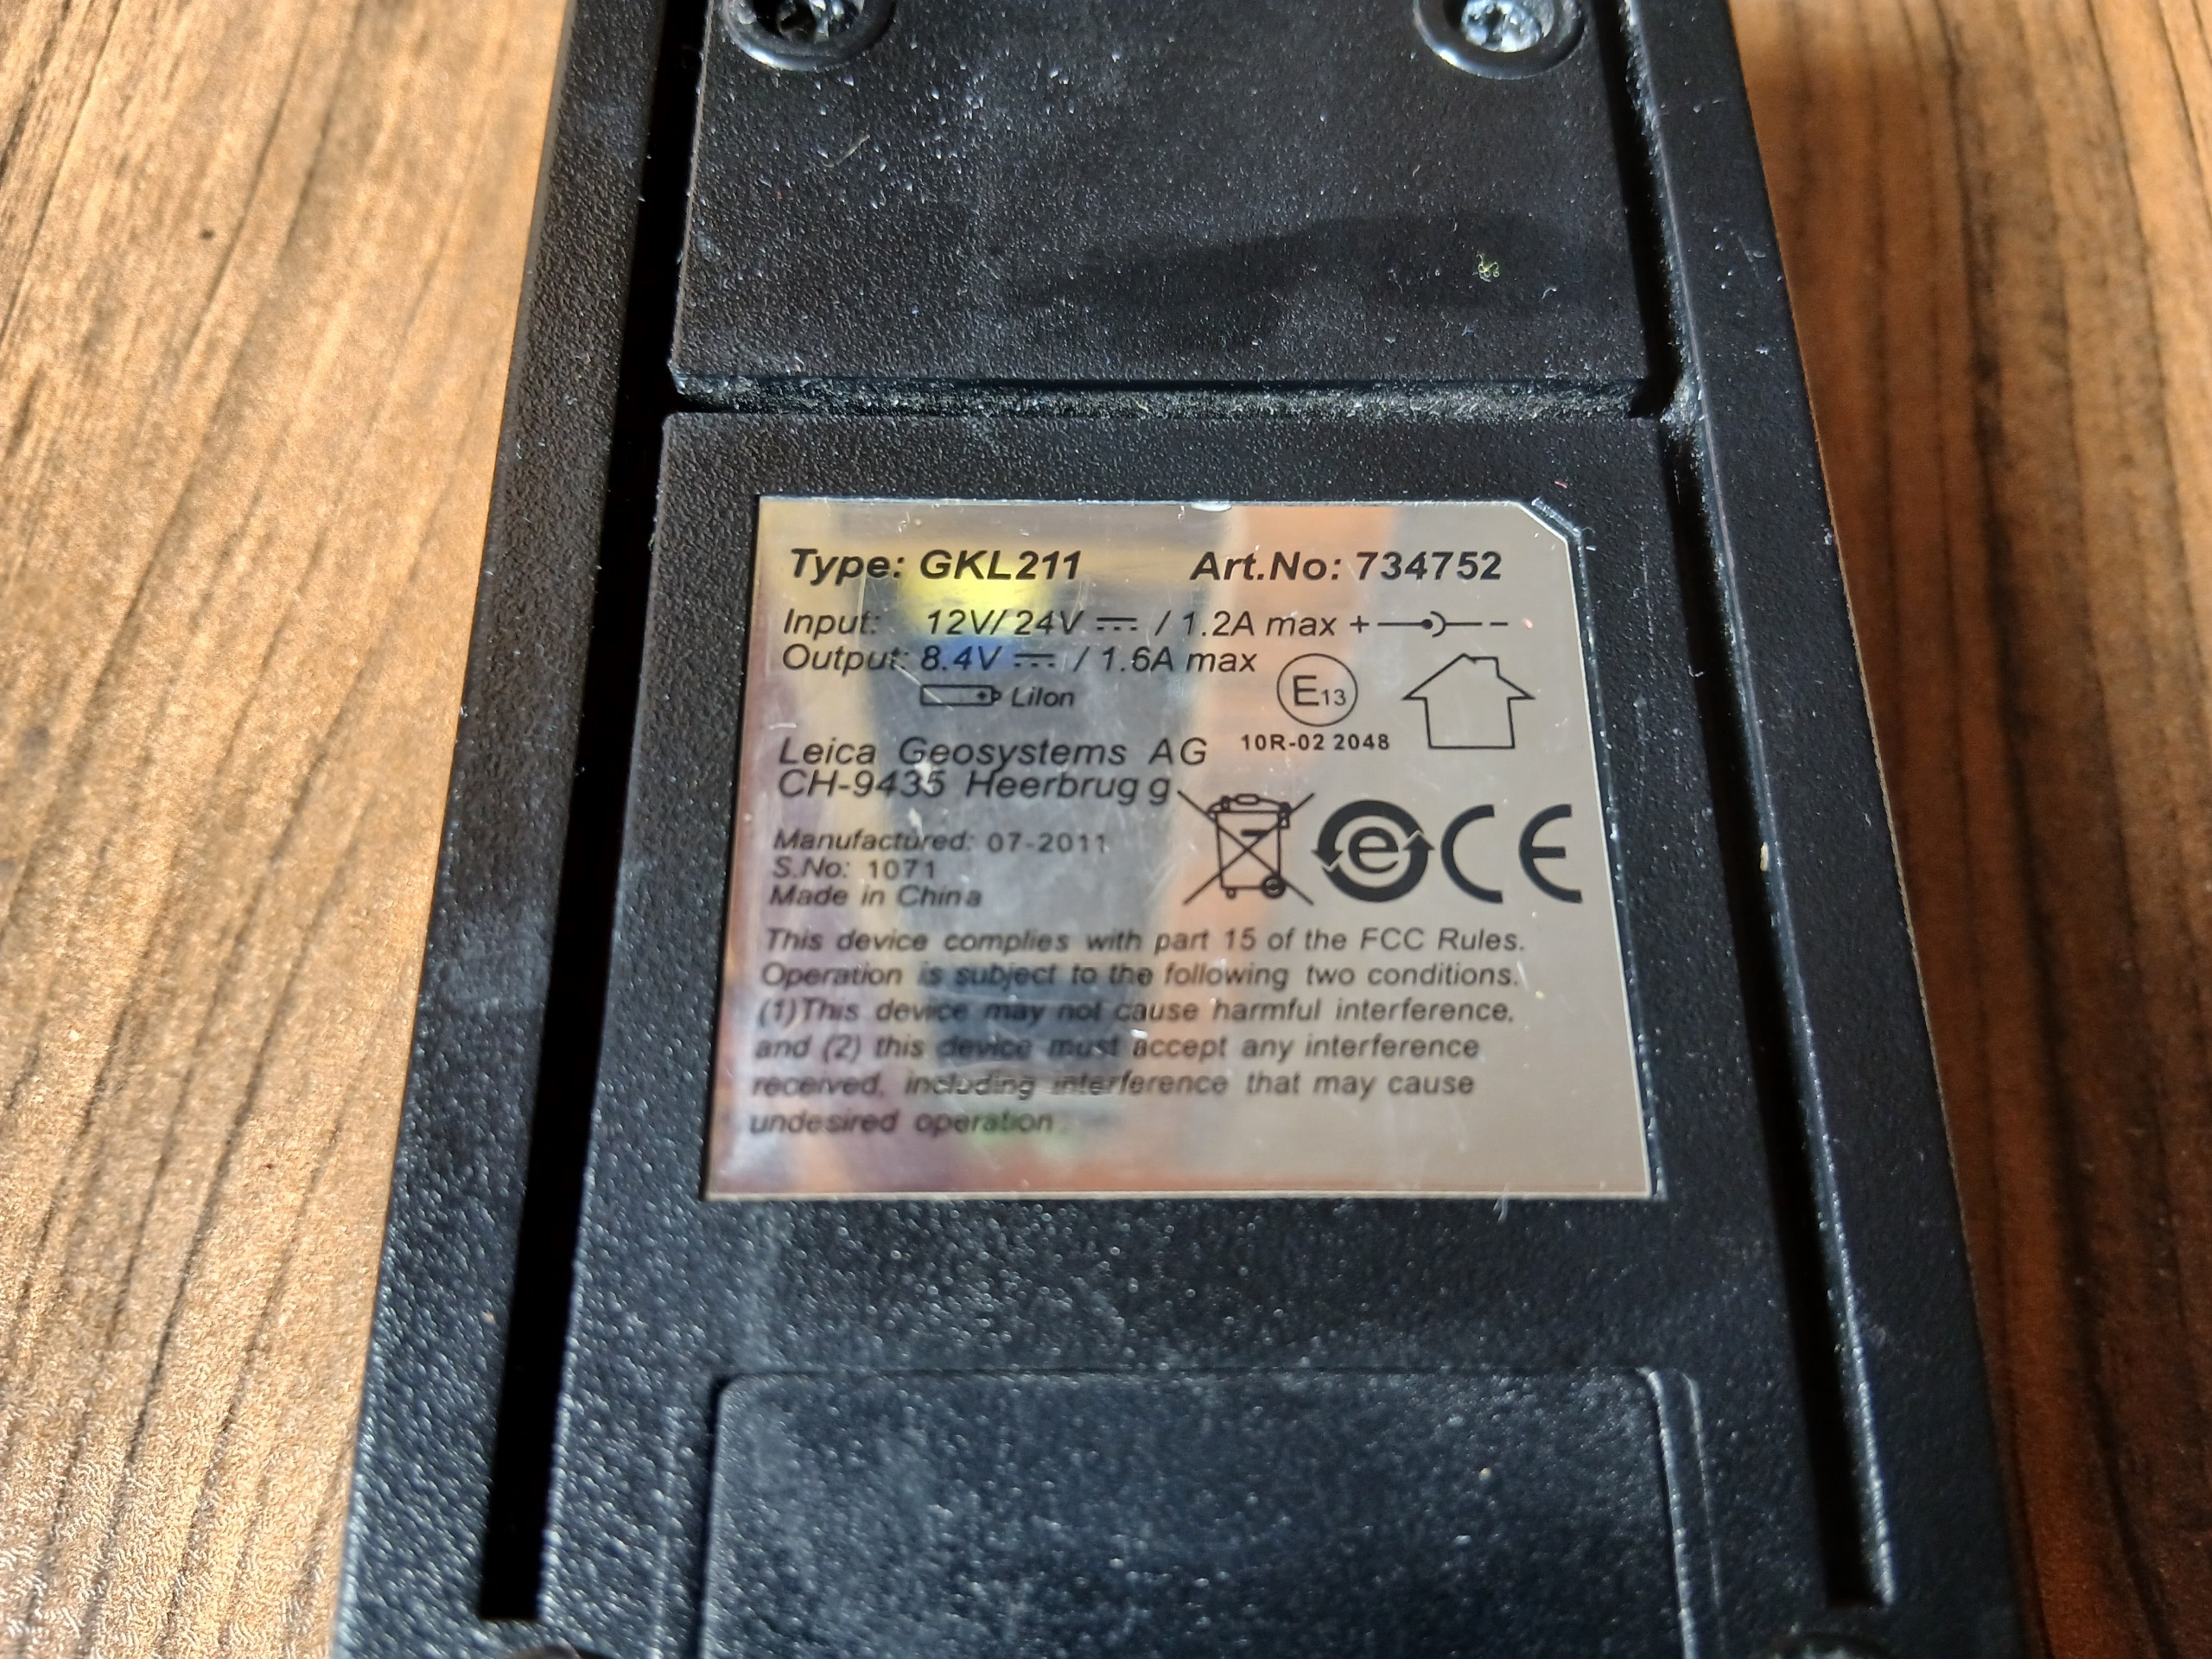 Type: GKL211 Art.No: 734752
Input: 12V/ 24V / 1.2A max + -
Output: 8.4V / 1.6A max
+ LiIon
E13
10R-02 2048
Leica Geosystems AG
CH-9435 Heerbrugg
Manufactured: 07-2011
S.No: 1071
Made in China
e CE
This device complies with part 15 of the FCC Rules.
Operation is subject to the following two conditions.
(1)This device may not cause harmful interference,
and (2) this device must accept any interference
received, including interference that may cause
undesired operation